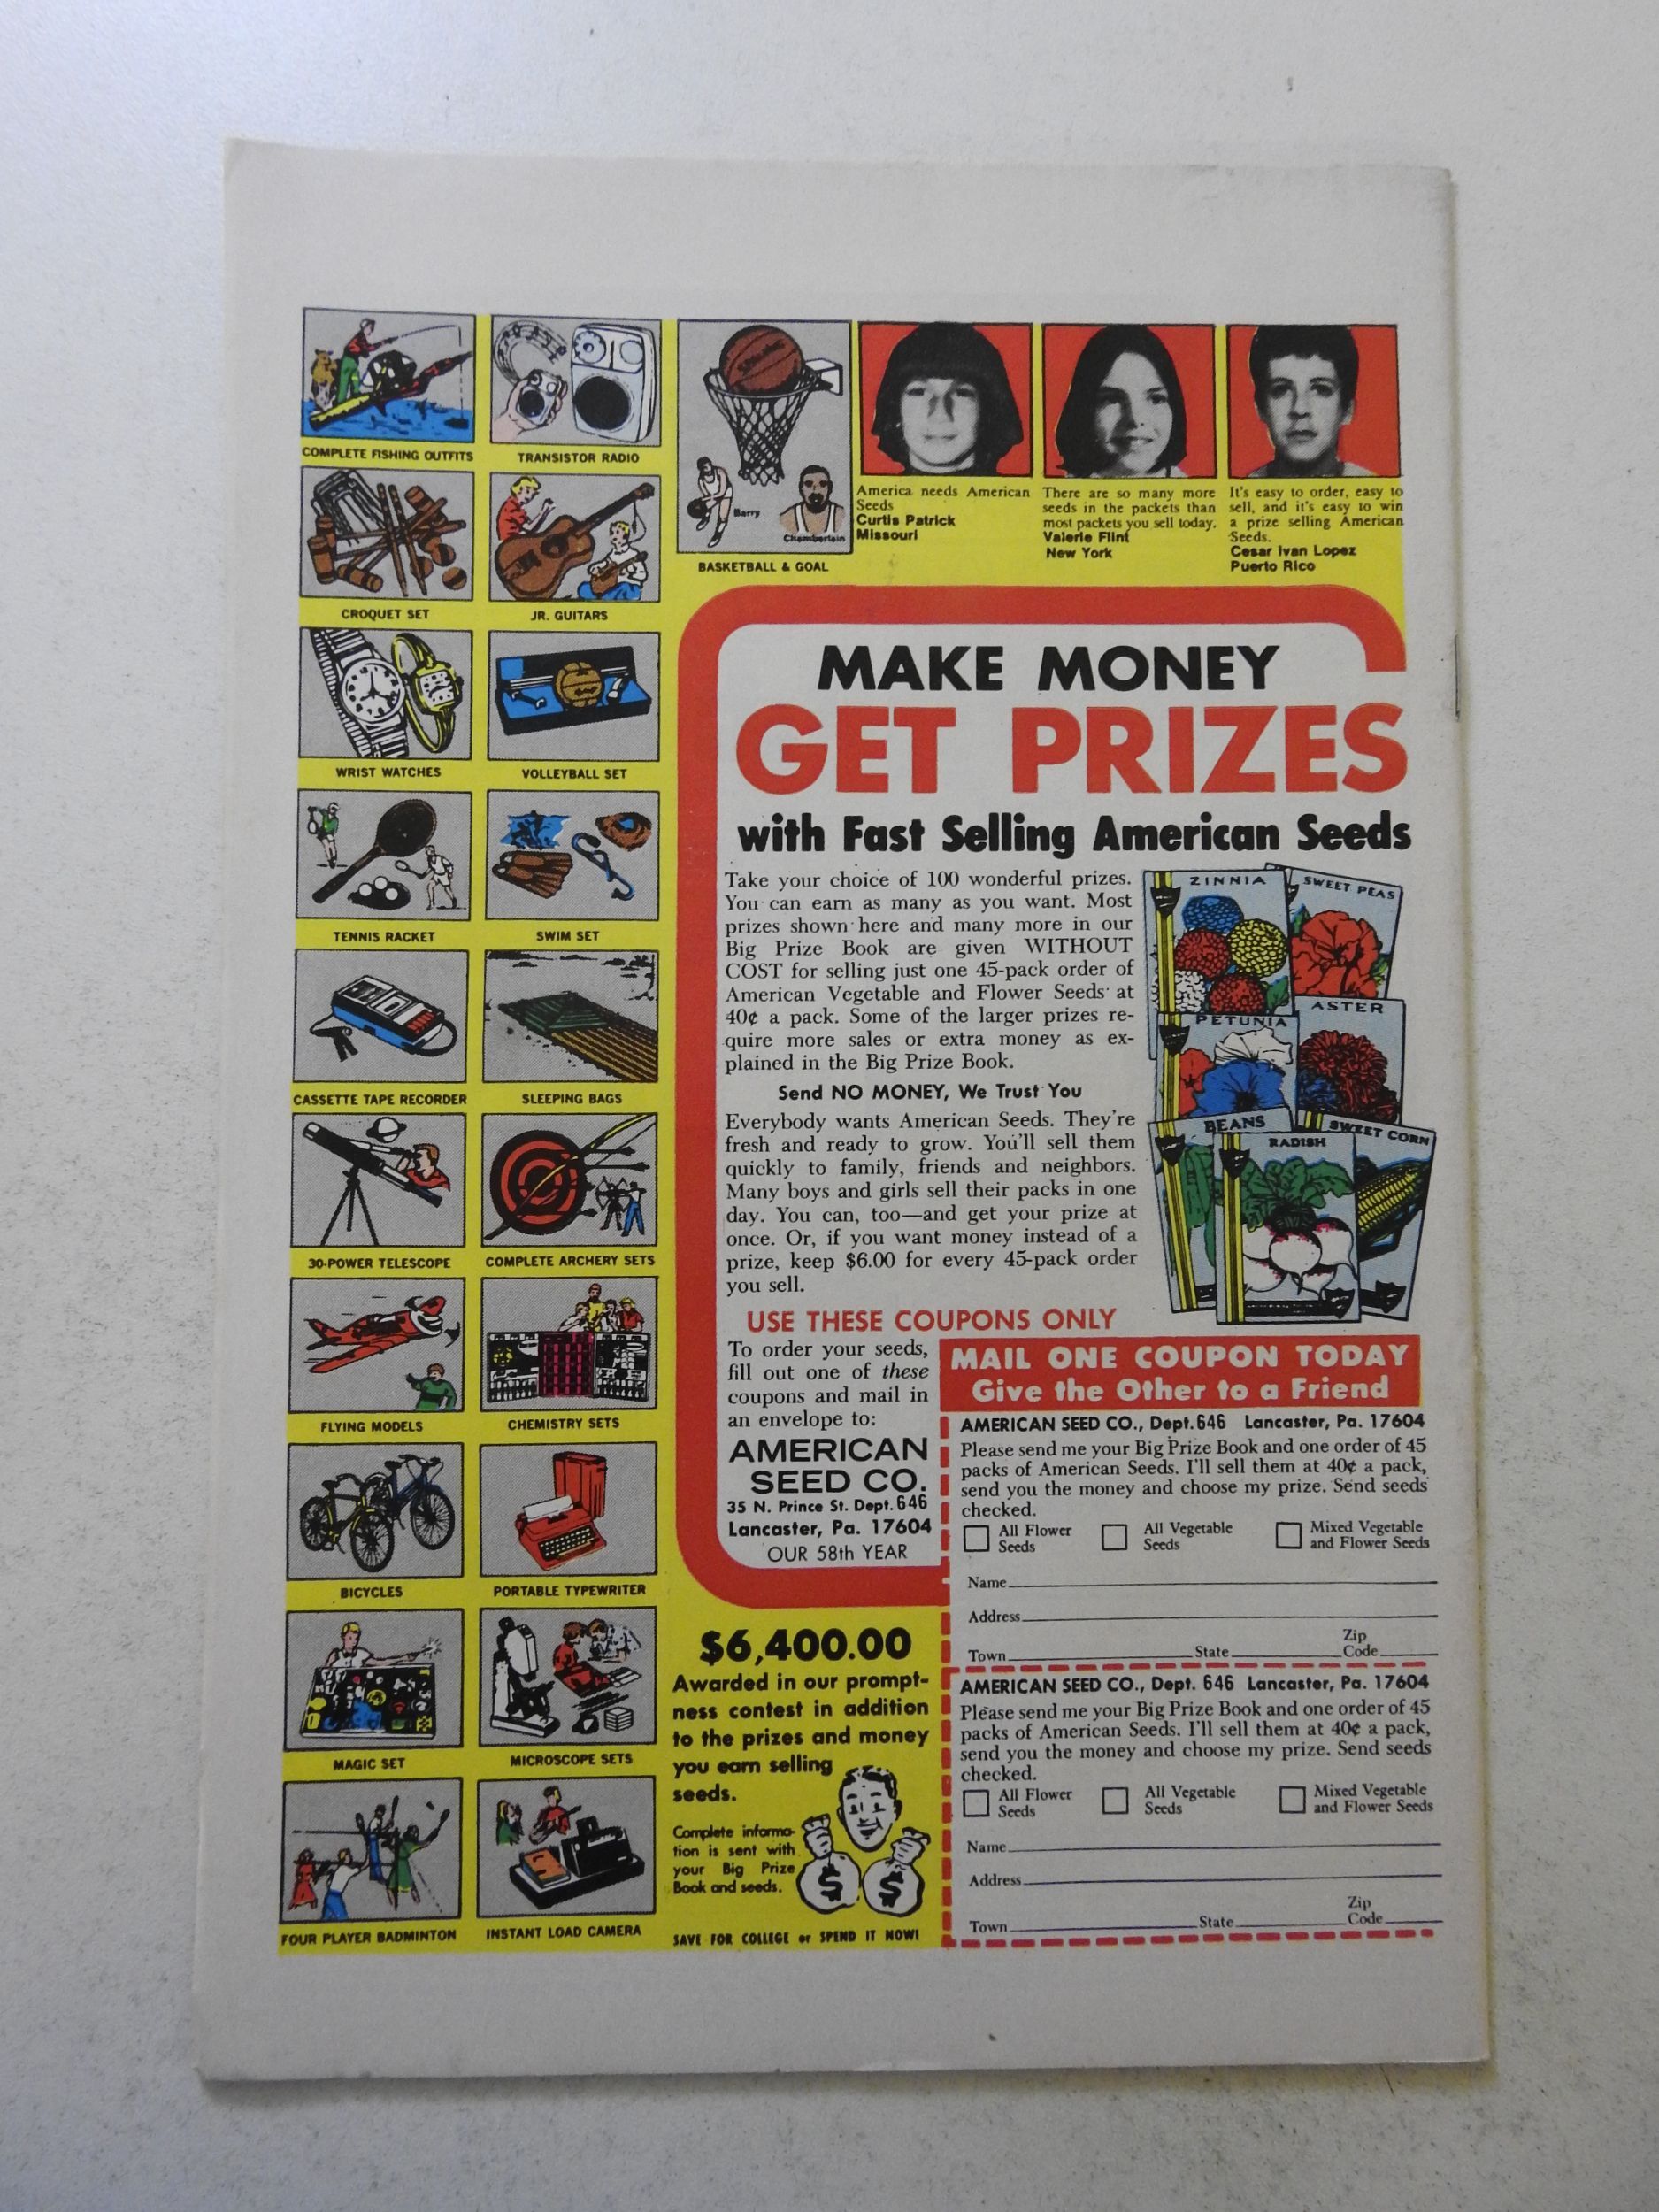 COMPLETE FISHING OUTFITS
TRANSISTOR RADIO
CROQUET SET
JR. GUITARS
WRIST WATCHES
VOLLEYBALL SET
TENNIS RACKET
SWIM SET
CASSETTE TAPE RECORDER
SLEEPING BAGS
30-POWER TELESCOPE
COMPLETE ARCHERY SETS
FLYING MODELS
CHEMISTRY SETS
BICYCLES
PORTABLE TYPEWRITER
MAGIC SET
MICROSCOPE SETS
FOUR PLAYER BADMINTON
INSTANT LOAD CAMERA
SPALDING
Barry
Chamberlain
BASKETBALL & GOAL
America needs American
Seeds
Curtis Patrick
Missouri
There are so many more
seeds in the packets than
most packets you sell today.
Valerie Flint
New York
It's easy to order, easy to
sell, and it's easy to win
a prize selling American
Seeds.
Cesar Ivan Lopez
Puerto Rico
MAKE MONEY
GET PRIZES
with Fast Selling American Seeds
Take your choice of 100 wonderful prizes.
You can earn as many as you want. Most
prizes shown here and many more in our
Big Prize Book are given WITHOUT
COST for selling just one 45-pack order of
American Vegetable and Flower Seeds at
40¢ a pack. Some of the larger prizes re-
quire more sales or extra money as ex-
plained in the Big Prize Book.
Send NO MONEY, We Trust You
Everybody wants American Seeds. They're
fresh and ready to grow. You'll sell them
quickly to family, friends and neighbors.
Many boys and girls sell their packs in one
day. You can, too—and get your prize at
once. Or, if you want money instead of a
prize, keep $6.00 for every 45-pack order
you sell.
ZINNIA
SWEET PEAS
PETUNIA
ASTER
BEANS
RADISH
SWEET CORN
USE THESE COUPONS ONLY
To order your seeds,
fill out one of these
coupons and mail in
an envelope to:
AMERICAN
SEED CO.
35 N. Prince St. Dept. 646
Lancaster, Pa. 17604
OUR 58th YEAR
MAIL ONE COUPON TODAY
Give the Other to a Friend
AMERICAN SEED CO., Dept. 646 Lancaster, Pa. 17604
Please send me your Big Prize Book and one order of 45
packs of American Seeds. I'll sell them at 40¢ a pack,
send you the money and choose my prize. Send seeds
checked.
All Flower Seeds
All Vegetable Seeds
Mixed Vegetable and Flower Seeds
Name
Address
Town State Zip Code
AMERICAN SEED CO., Dept. 646 Lancaster, Pa. 17604
Please send me your Big Prize Book and one order of 45
packs of American Seeds. I'll sell them at 40¢ a pack,
send you the money and choose my prize. Send seeds
checked.
All Flower Seeds
All Vegetable Seeds
Mixed Vegetable and Flower Seeds
Name
Address
Town State Zip Code
$6,400.00
Awarded in our prompt-
ness contest in addition
to the prizes and money
you earn selling
seeds.
Complete informa-
tion is sent with
your Big Prize
Book and seeds.
$ $
SAVE FOR COLLEGE or SPEND IT NOW!